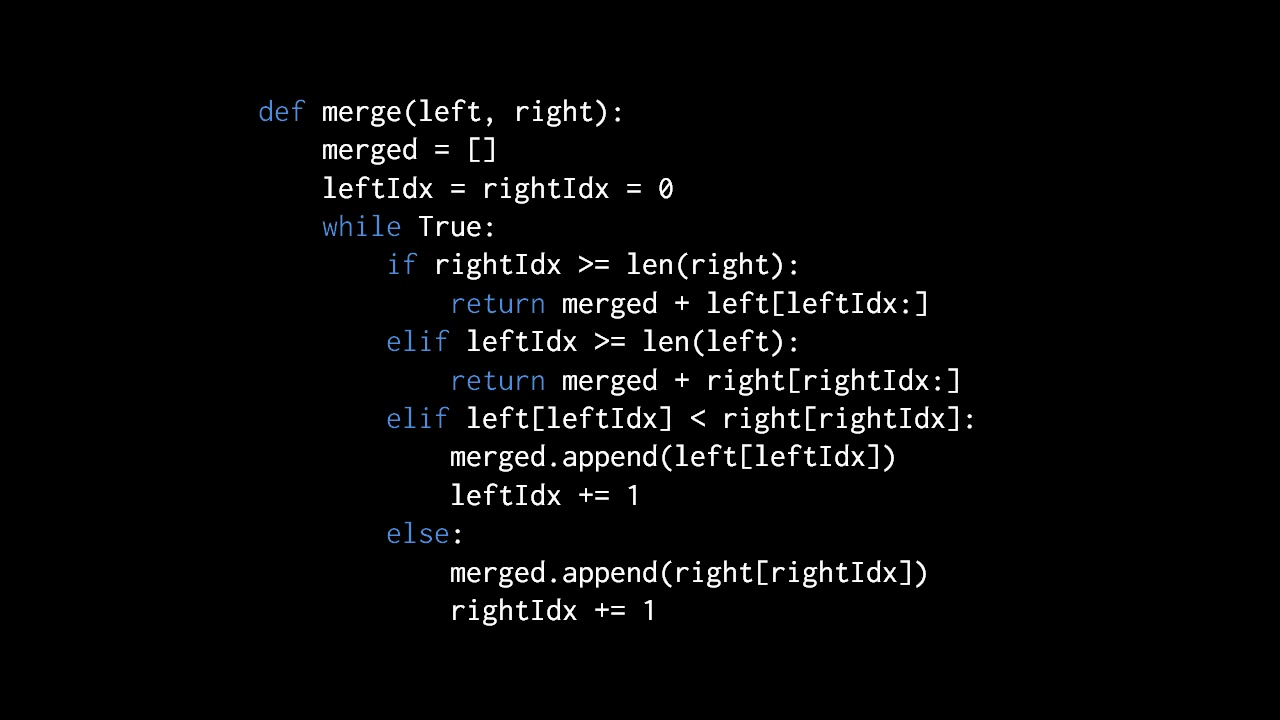 def merge(left, right):
    merged = []
    leftIdx = rightIdx = 0
    while True:
        if rightIdx >= len(right):
            return merged + left[leftIdx:]
        elif leftIdx >= len(left):
            return merged + right[rightIdx:]
        elif left[leftIdx] < right[rightIdx]:
            merged.append(left[leftIdx])
            leftIdx += 1
        else:
            merged.append(right[rightIdx])
            rightIdx += 1